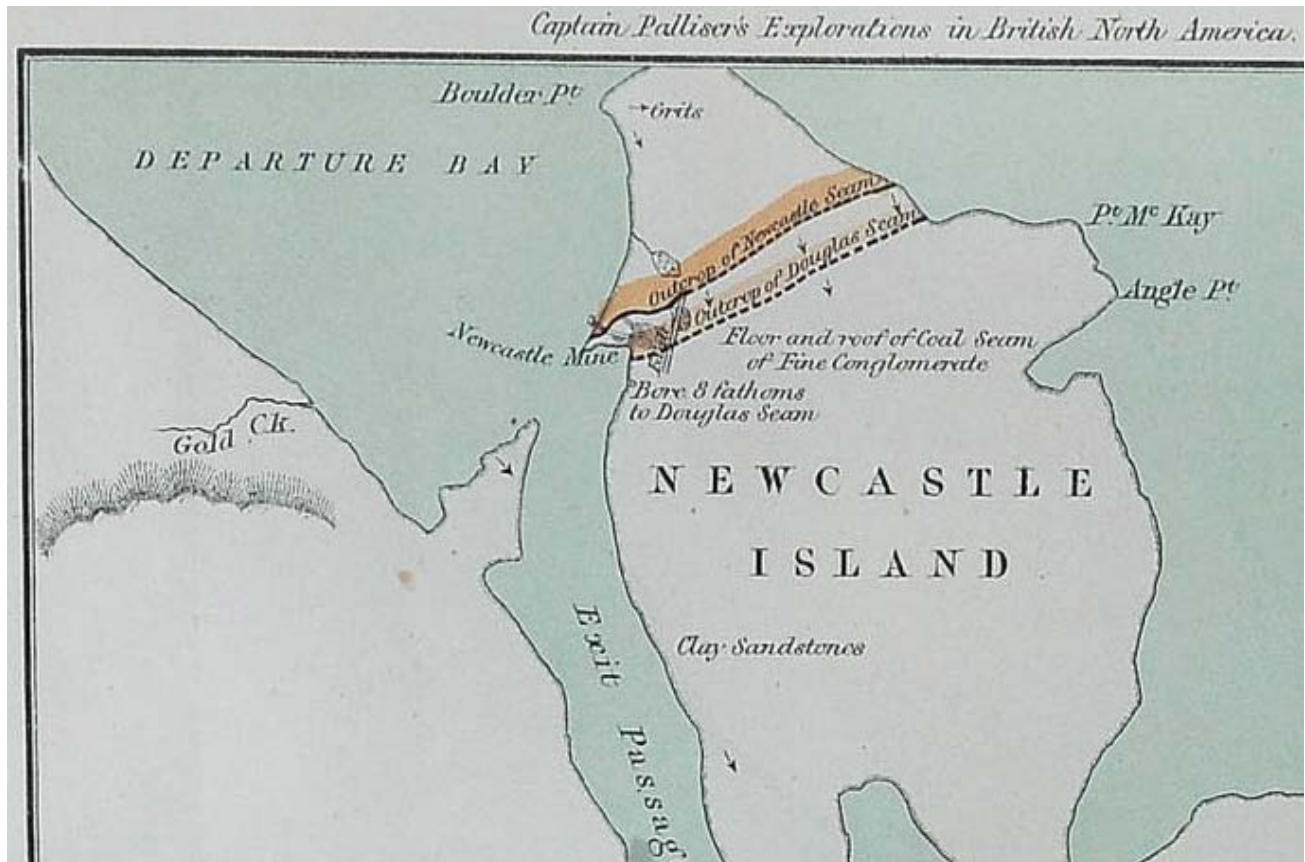 Captain Palliser's Explorations in British North America.
Boulder Pt.
Grits
DEPARTURE BAY
Outcrop of Newcastle Seam
Pt. Mc Kay
Outcrop of Douglas Seam
Angle Pt.
Newcastle Mine
Floor and roof of Coal Seam
of Fine Conglomerate
Bore 8 fathoms
to Douglas Seam
Gold Ck.
NEWCASTLE
ISLAND
Clay Sandstones
Exit Passag